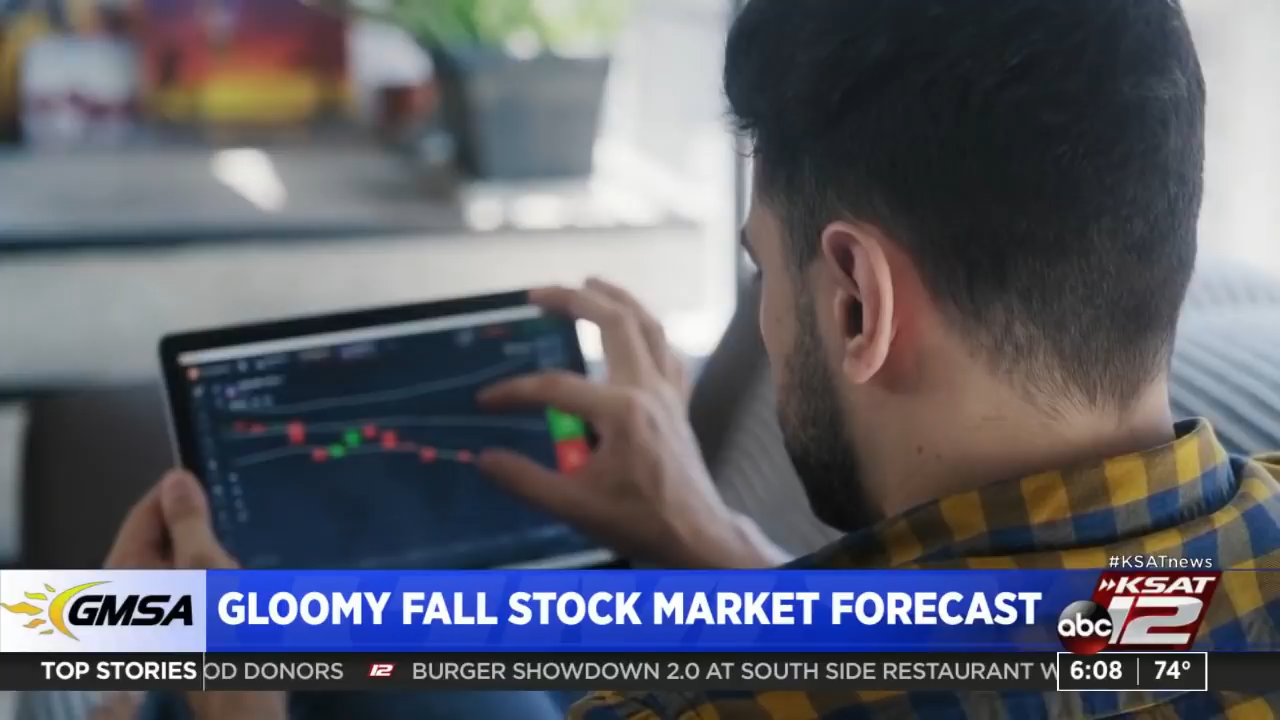 #KSATnews
GMSA
GLOOMY FALL STOCK MARKET FORECAST
KSAT
abc 12
TOP STORIES OD DONORS 12 BURGER SHOWDOWN 2.0 AT SOUTH SIDE RESTAURANT W 6:08 74°